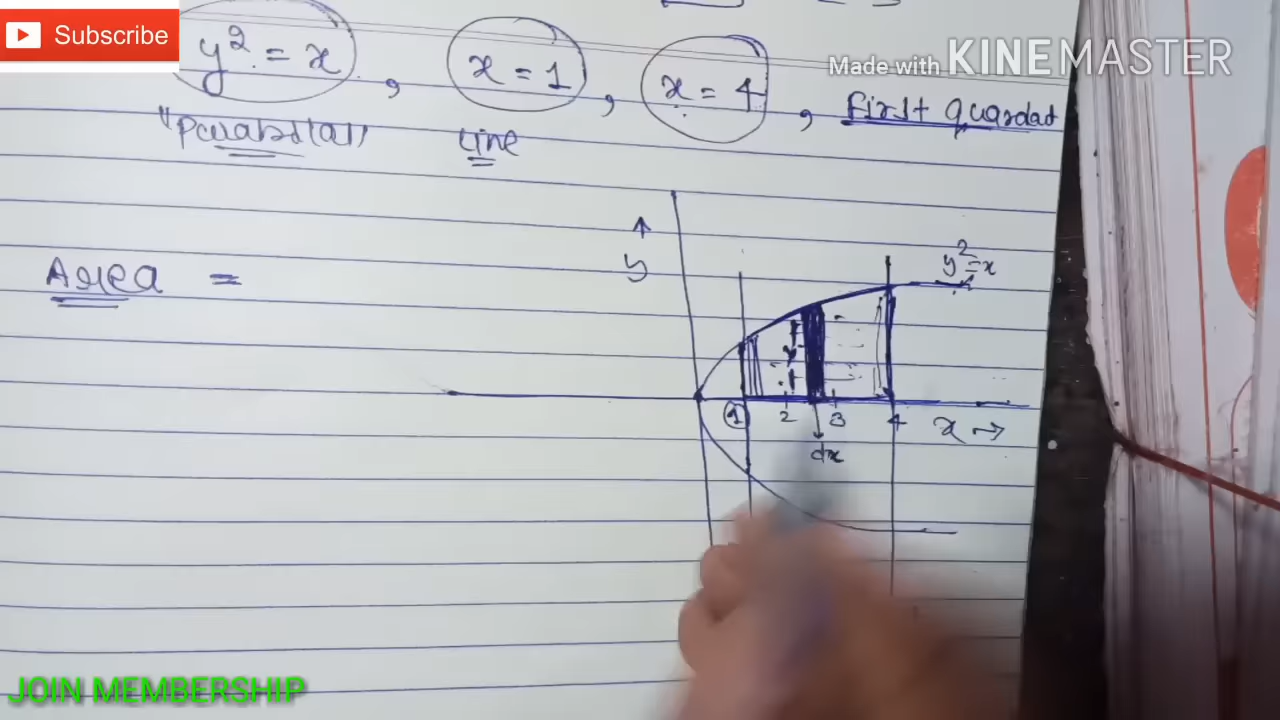 Subscribe
y² = x , x = 1 , x = 4 , first quardat
Made with KINEMASTER
"Parabola"
Line
y
y² = x
Area =
1 2 3 4 x
dx
JOIN MEMBERSHIP